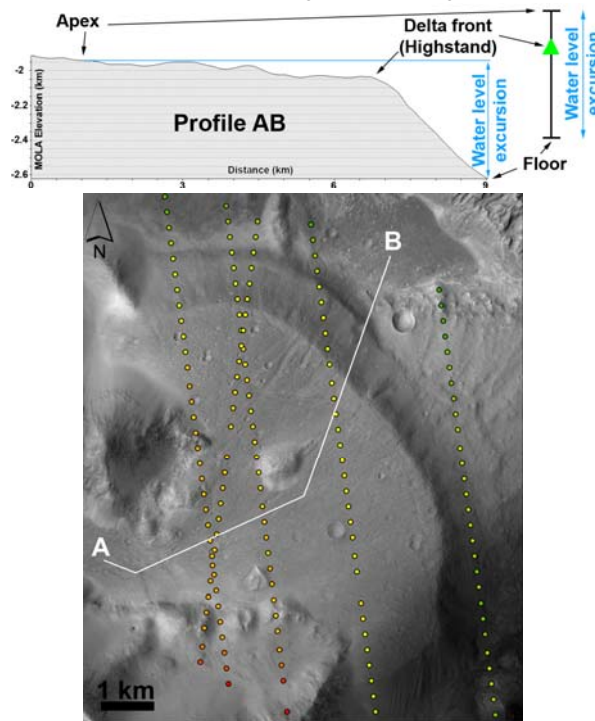 Apex
Delta front
(Highstand)
-2
-2.2
-2.4
-2.6
MOLA Elevation (km)
Profile AB
Distance (km)
0
3
6
9
Water level
excursion
Floor
Water level
excursion
N
B
A
1 km